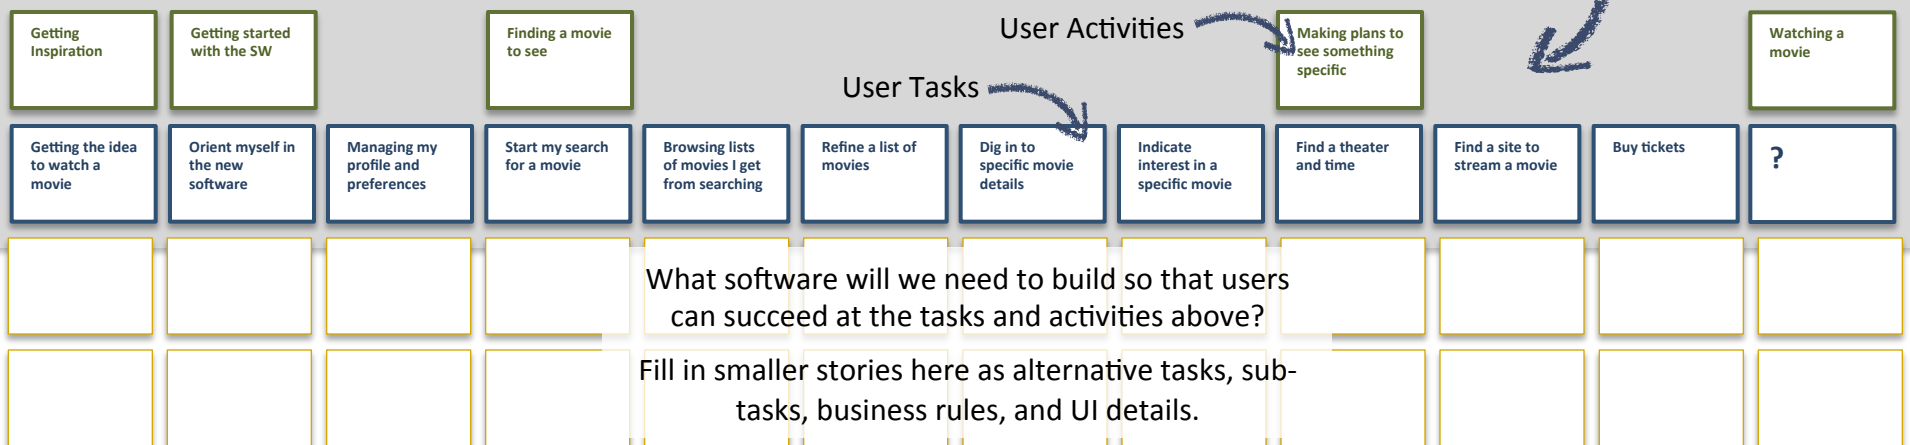 Getting
Inspiration
Getting started
with the SW
Finding a movie
to see
User Activities
Making plans to
see something
specific
Watching a
movie
User Tasks
Getting the idea
to watch a
movie
Orient myself in
the new
software
Managing my
profile and
preferences
Start my search
for a movie
Browsing lists
of movies I get
from searching
Refine a list of
movies
Dig in to
specific movie
details
Indicate
interest in a
specific movie
Find a theater
and time
Find a site to
stream a movie
Buy tickets
?
What software will we need to build so that users
can succeed at the tasks and activities above?
Fill in smaller stories here as alternative tasks, sub-
tasks, business rules, and UI details.